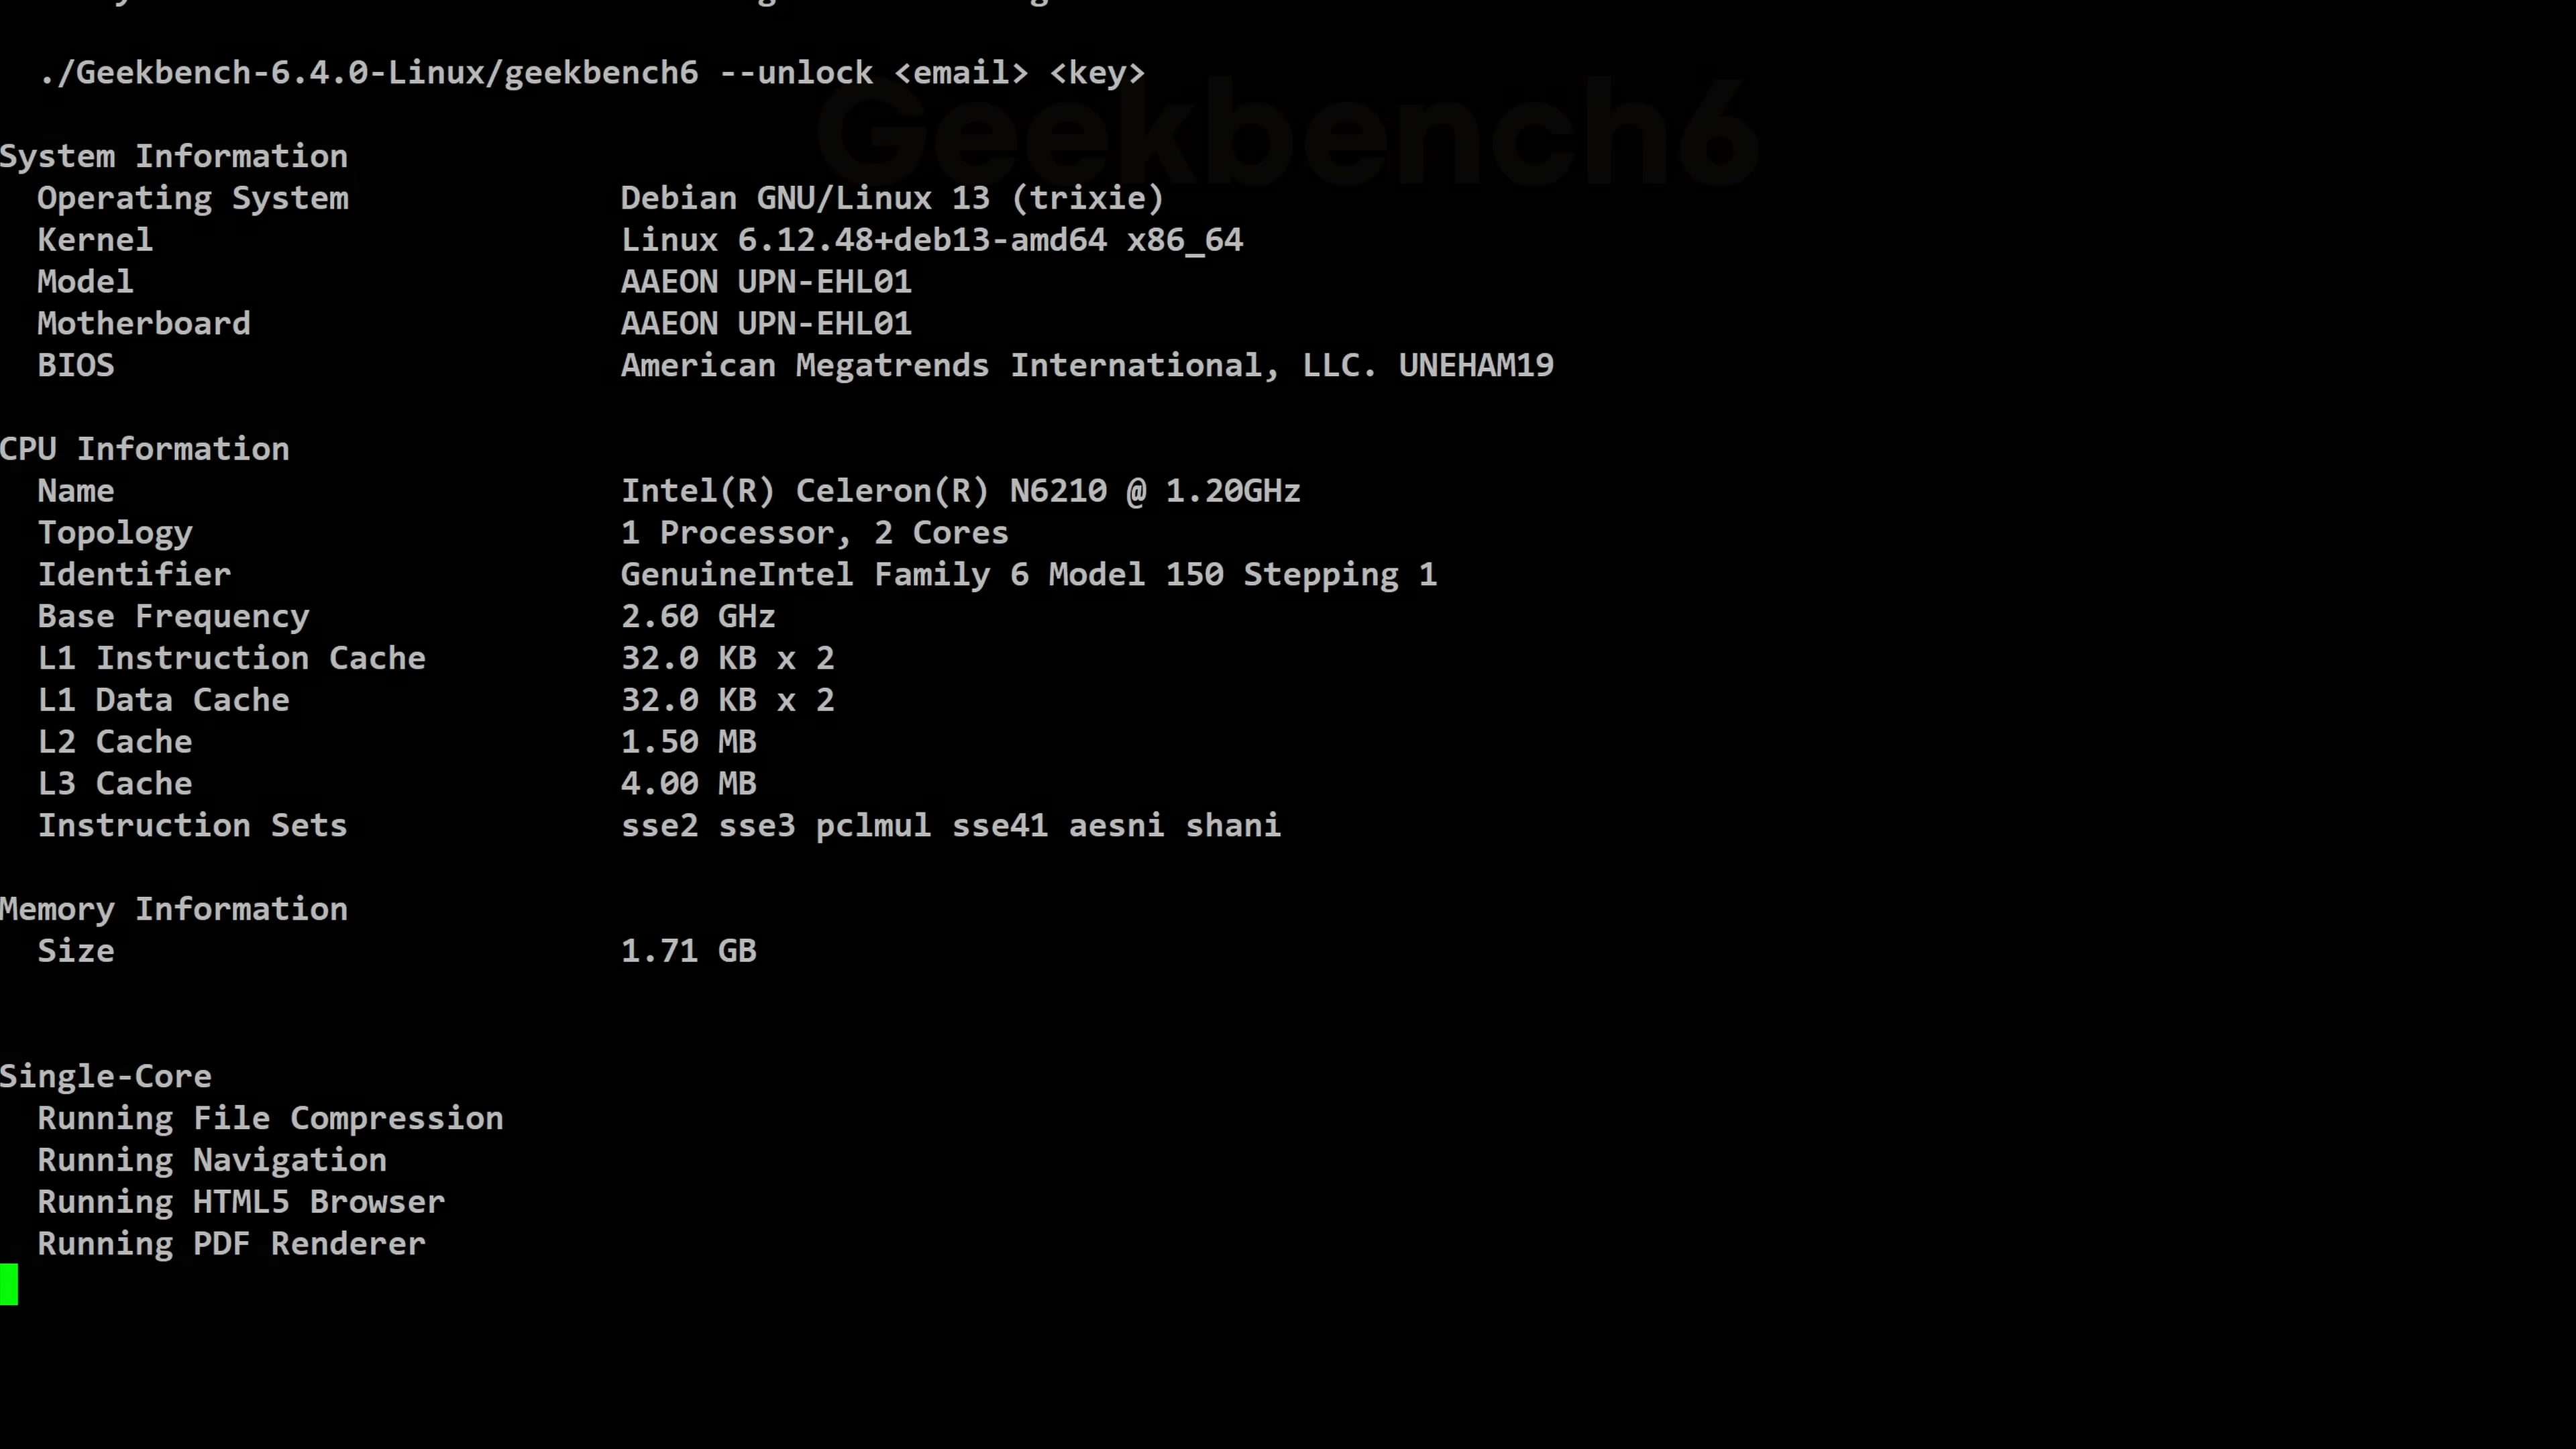 ./Geekbench-6.4.0-Linux/geekbench6 --unlock <email> <key>
Geekbench6
System Information
Operating System Debian GNU/Linux 13 (trixie)
Kernel Linux 6.12.48+deb13-amd64 x86_64
Model AAEON UPN-EHL01
Motherboard AAEON UPN-EHL01
BIOS American Megatrends International, LLC. UNEHAM19
CPU Information
Name Intel(R) Celeron(R) N6210 @ 1.20GHz
Topology 1 Processor, 2 Cores
Identifier GenuineIntel Family 6 Model 150 Stepping 1
Base Frequency 2.60 GHz
L1 Instruction Cache 32.0 KB x 2
L1 Data Cache 32.0 KB x 2
L2 Cache 1.50 MB
L3 Cache 4.00 MB
Instruction Sets sse2 sse3 pclmul sse41 aesni shani
Memory Information
Size 1.71 GB
Single-Core
Running File Compression
Running Navigation
Running HTML5 Browser
Running PDF Renderer